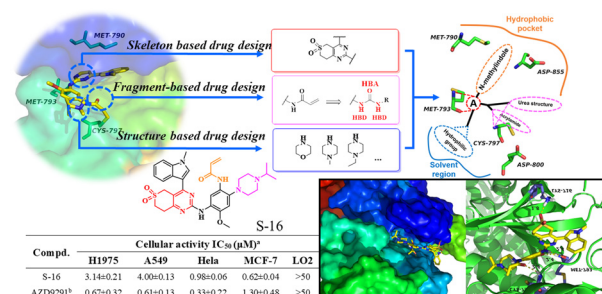 MET-790
Skeleton based drug design
MET-793
Fragment-based drug design
HBA
HBD HBD
CYS-797
Structure based drug design
...
Hydrophobic pocket
MET-790
N-methylindole
ASP-855
MET-793
A
Urea structure
CYS-797
Hydrophilic group
Solvent region
ASP-800
S-16
Compd.
Cellular activity IC50 (μM)a
H1975 A549 Hela MCF-7 LO2
S-16 3.14±0.21 4.00±0.13 0.98±0.06 0.62±0.04 >50
AZD9291b 0.67±0.32 0.61±0.13 0.33±0.22 1.30±0.48 >50